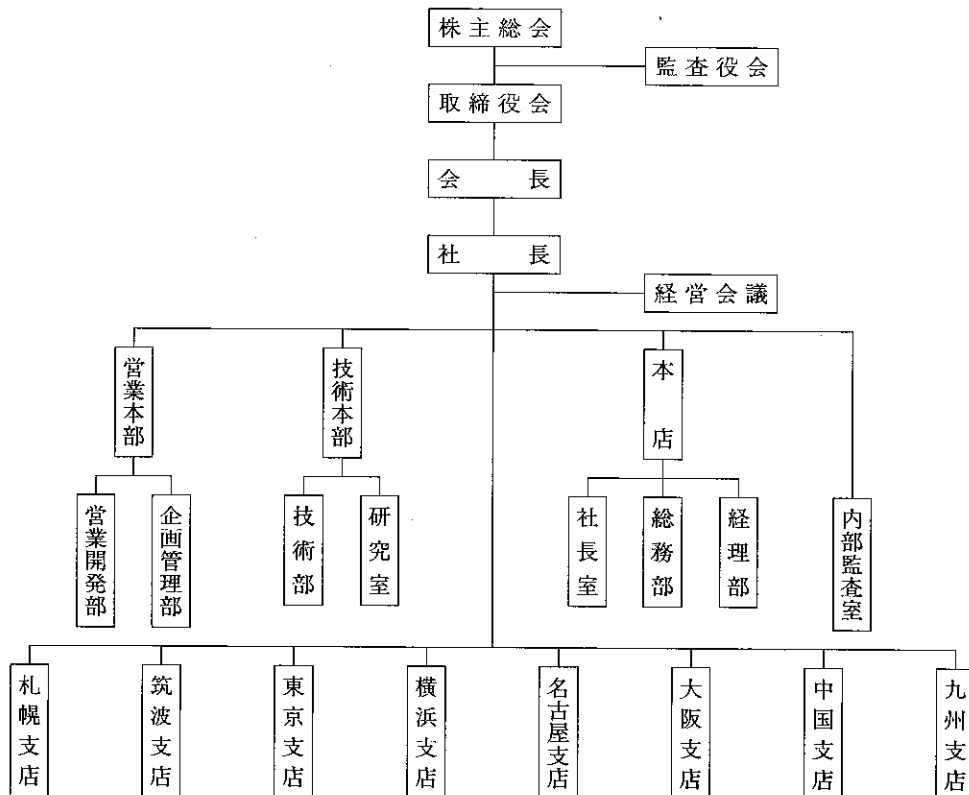 株主総会
監査役会
取締役会
会長
社長
経営会議
営業本部
技術本部
本店
営業開発部
企画管理部
技術部
研究室
社長室
総務部
経理部
内部監査室
札幌支店
筑波支店
東京支店
横浜支店
名古屋支店
大阪支店
中国支店
九州支店